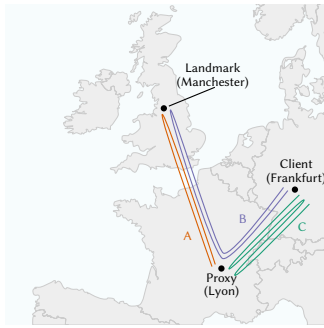 Landmark
(Manchester)
Client
(Frankfurt)
B
C
A
Proxy
(Lyon)